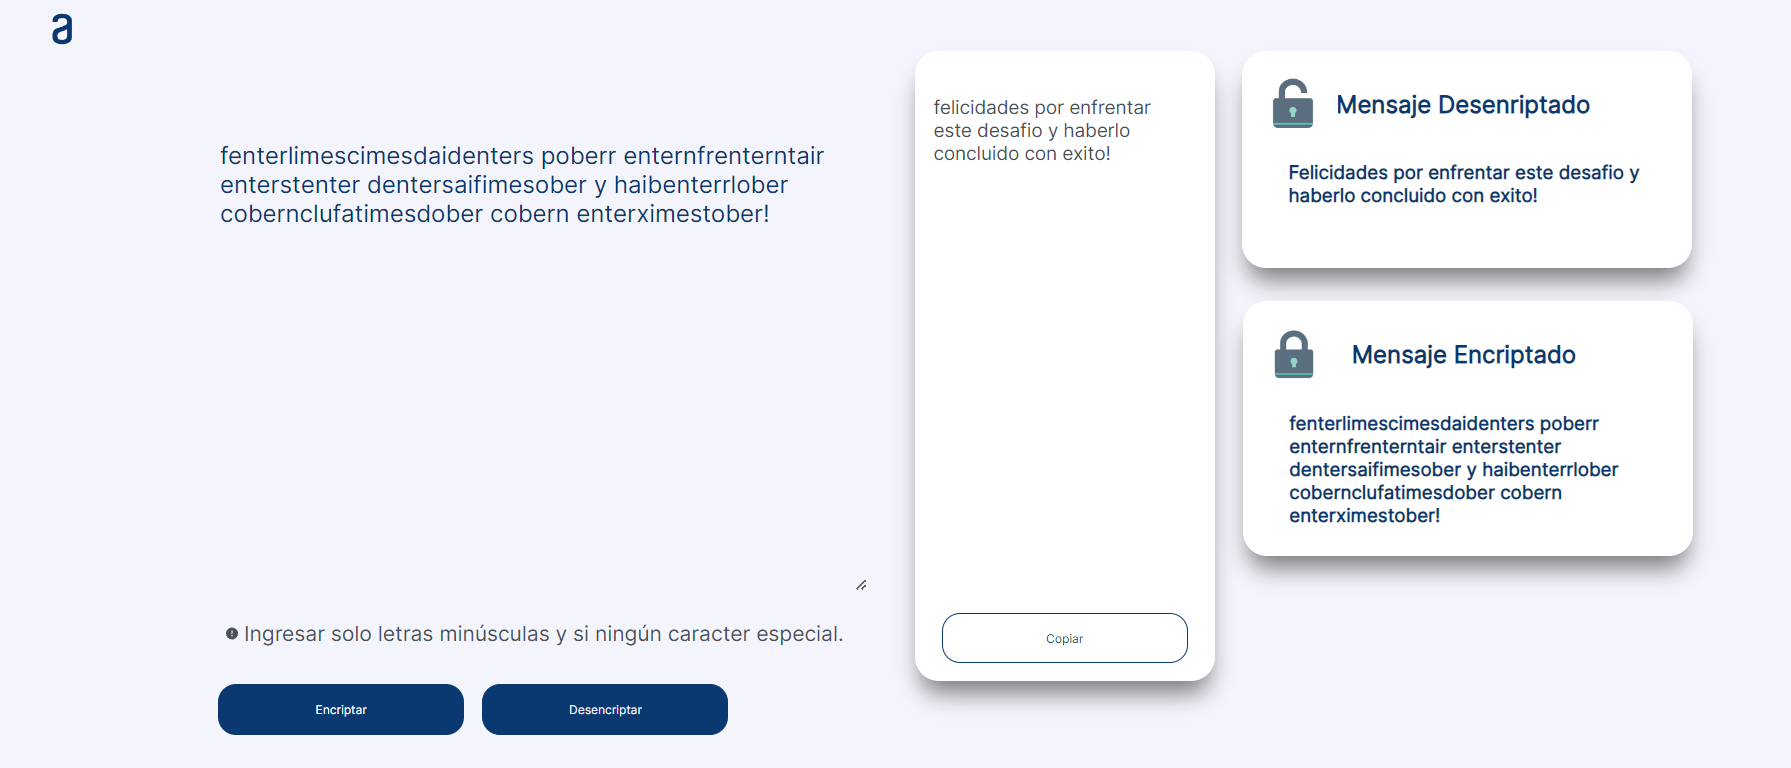 a
fenterlimescimesdaidenters poberr enternfrenterntair
enterstenter dentersaifimesober y haibenterrlober
cobernclufatimesdober cobern enterximestober!
Ingresar solo letras minúsculas y si ningún caracter especial.
Encriptar
Desencriptar
felicidades por enfrentar
este desafio y haberlo
concluido con exito!
Copiar
Mensaje Desenriptado
Felicidades por enfrentar este desafio y
haberlo concluido con exito!
Mensaje Encriptado
fenterlimescimesdaidenters poberr
enternfrenterntair enterstenter
dentersaifimesober y haibenterrlober
cobernclufatimesdober cobern
enterximestober!